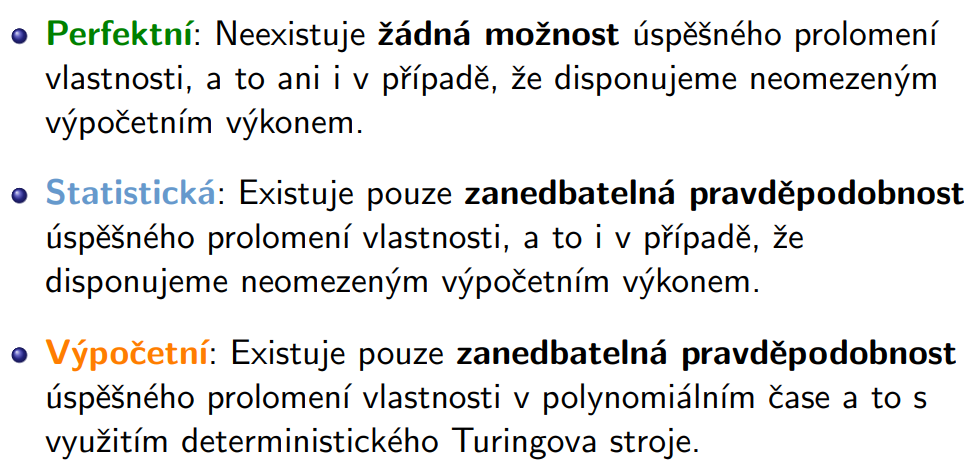 Perfektní: Neexistuje žádná možnost úspěšného prolomení
vlastnosti, a to ani i v případě, že disponujeme neomezeným
výpočetním výkonem.
Statistická: Existuje pouze zanedbatelná pravděpodobnost
úspěšného prolomení vlastnosti, a to i v případě, že
disponujeme neomezeným výpočetním výkonem.
Výpočetní: Existuje pouze zanedbatelná pravděpodobnost
úspěšného prolomení vlastnosti v polynomiálním čase a to s
využitím deterministického Turingova stroje.